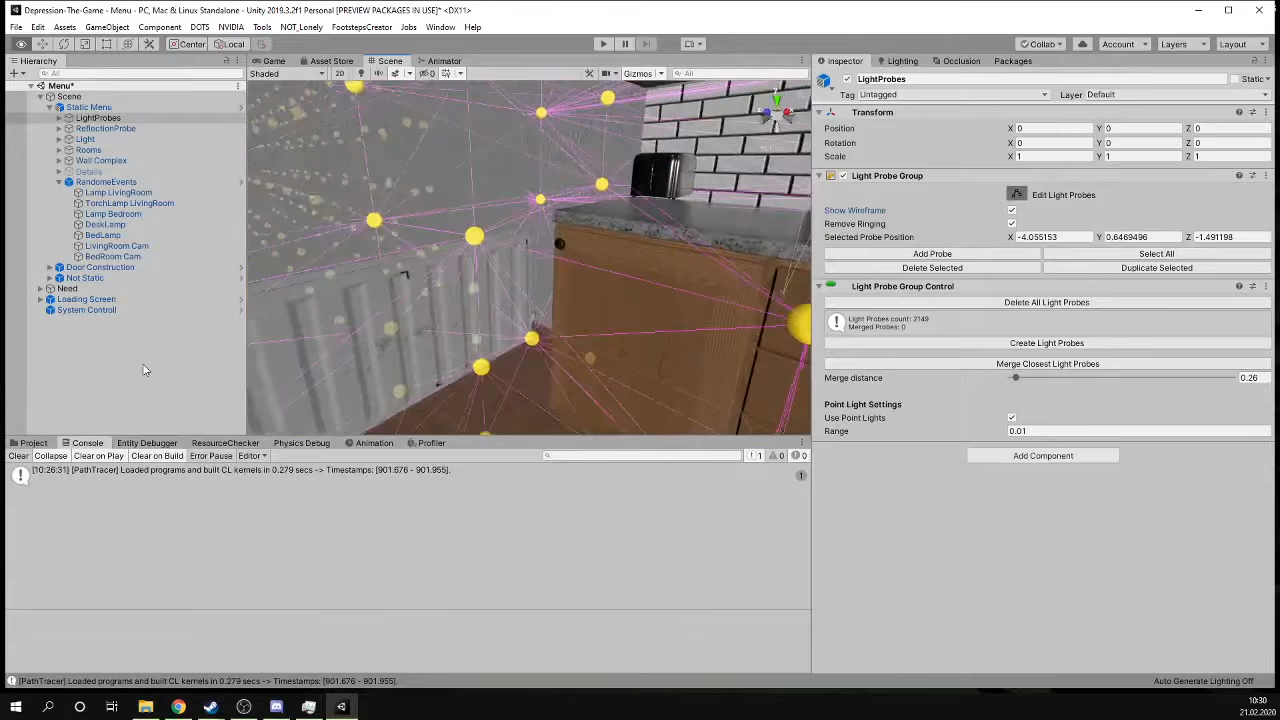 Depression-The-Game - Menu - PC, Mac & Linux Standalone - Unity 2019.3.2f1 Personal [PREVIEW PACKAGES IN USE]* <DX11>
File Edit Assets GameObject Component DOTS NVIDIA Tools NOT_Lonely FootstepsCreator Jobs Window Help
Center Local Collab Account Layers Layout
Hierarchy Game Asset Store Scene Animator Inspector Lighting Occlusion Packages
All Shaded 2D 0 Gizmos All
LightProbes Static
Tag Untagged Layer Default
Menu*
Scene
Static Menu
LightProbes
ReflectionProbe
Light
Rooms
Wall Complex
Details
RandomeEvents
Lamp LivingRoom
TorchLamp LivingRoom
Lamp Bedroom
DeskLamp
BedLamp
LivingRoom Cam
BedRoom Cam
Door Construction
Not Static
Need
Loading Screen
System Controll
Transform
Position X 0 Y 0 Z 0
Rotation X 0 Y 0 Z 0
Scale X 1 Y 1 Z 1
Light Probe Group
Edit Light Probes
Show Wireframe
Remove Ringing
Selected Probe Position X -4.055153 Y 0.6469496 Z -1.491198
Add Probe Select All
Delete Selected Duplicate Selected
Light Probe Group Control
Delete All Light Probes
Light Probes count: 2149
Merged Probes: 0
Create Light Probes
Merge Closest Light Probes
Merge distance 0.26
Point Light Settings
Use Point Lights
Range 0.01
Add Component
Project Console Entity Debugger ResourceChecker Physics Debug Animation Profiler
Clear Collapse Clear on Play Clear on Build Error Pause Editor 1 0 0
[10:26:31] [PathTracer] Loaded programs and built CL kernels in 0.279 secs -> Timestamps: [901.676 - 901.955]. 1
[PathTracer] Loaded programs and built CL kernels in 0.279 secs -> Timestamps: [901.676 - 901.955]. Auto Generate Lighting Off
10:30
21.02.2020